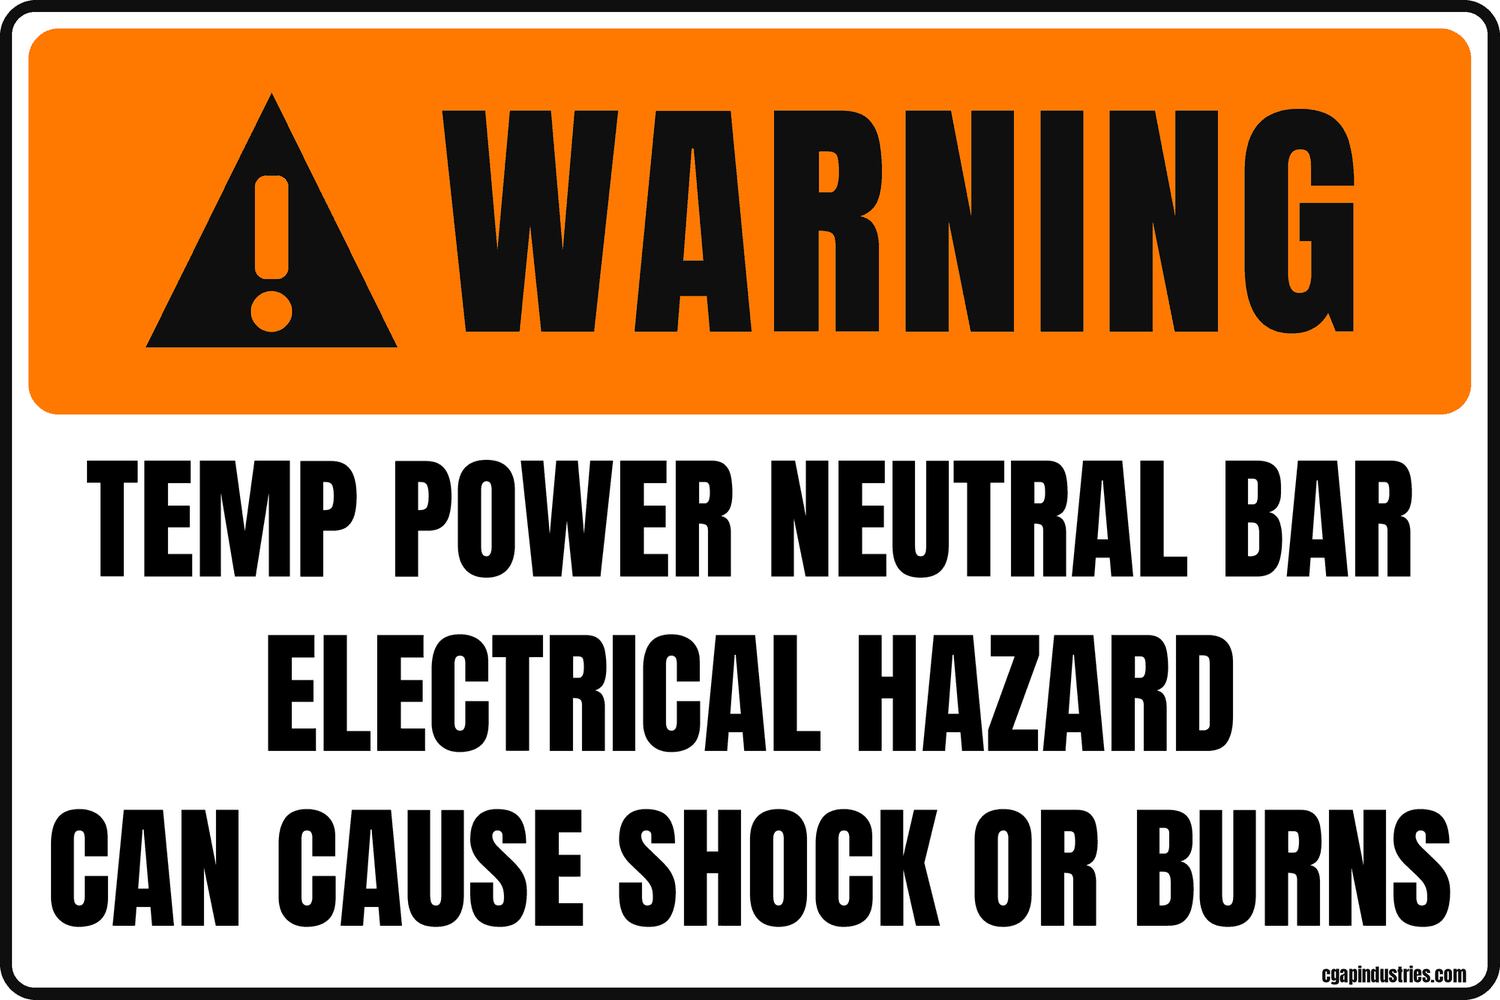 WARNING
TEMP POWER NEUTRAL BAR
ELECTRICAL HAZARD
CAN CAUSE SHOCK OR BURNS
cgapindustries.com